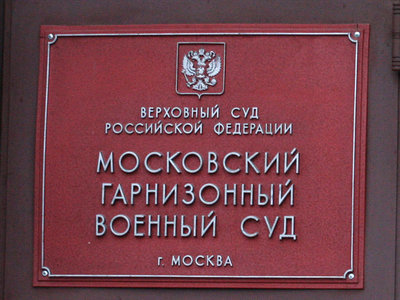 ВЕРХОВНЫЙ СУД
РОССИЙСКОЙ ФЕДЕРАЦИИ
МОСКОВСКИЙ
ГАРНИЗОННЫЙ
ВОЕННЫЙ СУД
г. МОСКВА